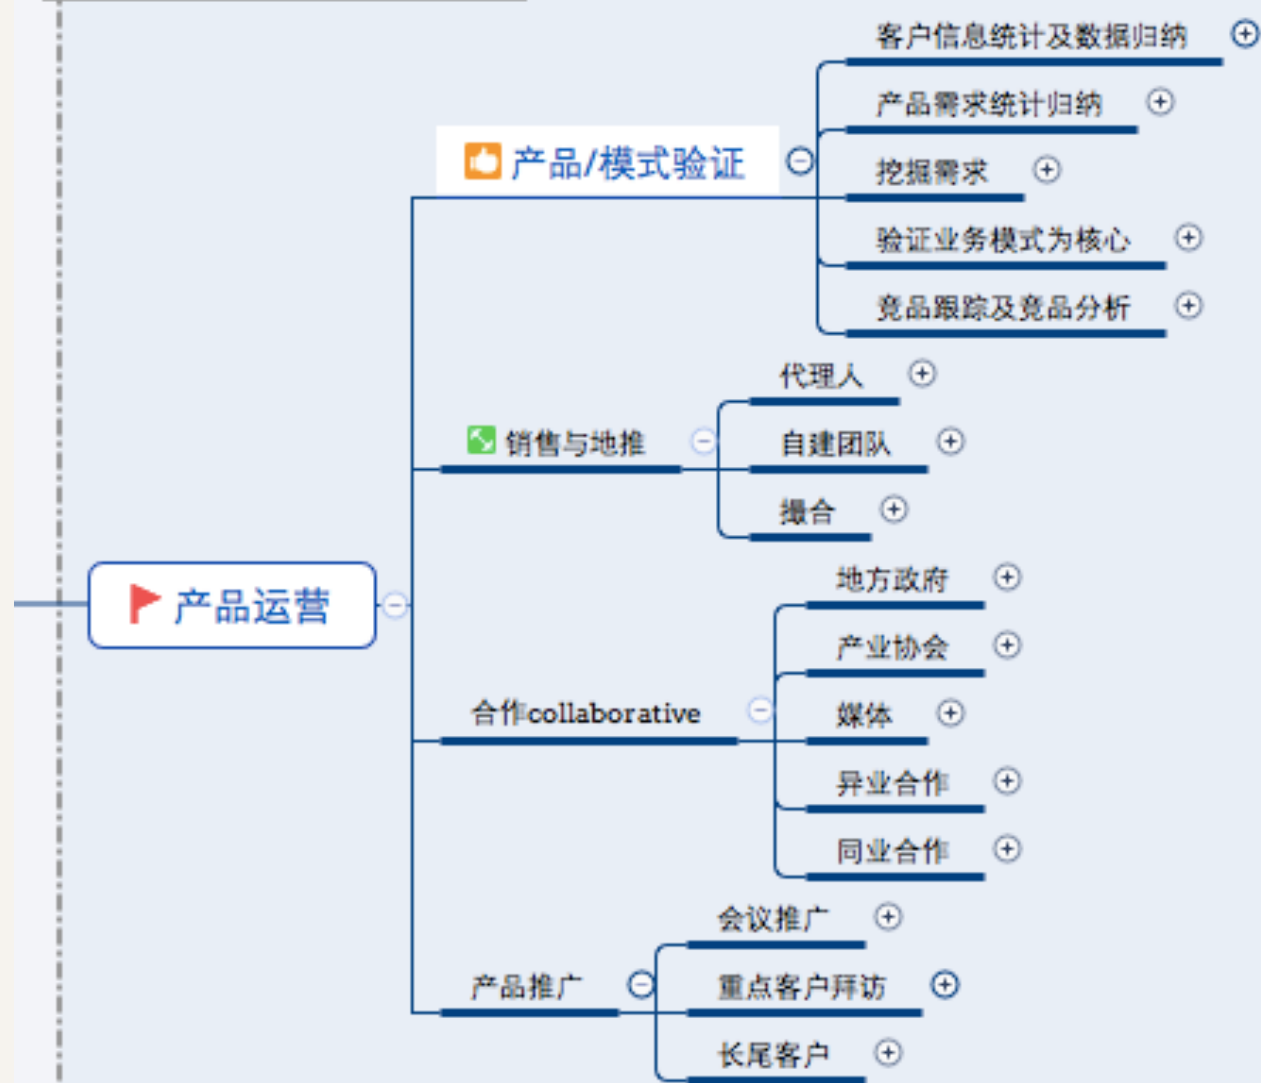 客户信息统计及数据归纳
产品需求统计归纳
产品/模式验证
挖掘需求
验证业务模式为核心
竞品跟踪及竞品分析
代理人
销售与地推
自建团队
撮合
地方政府
产品运营
产业协会
合作collaborative
媒体
异业合作
同业合作
会议推广
产品推广
重点客户拜访
长尾客户